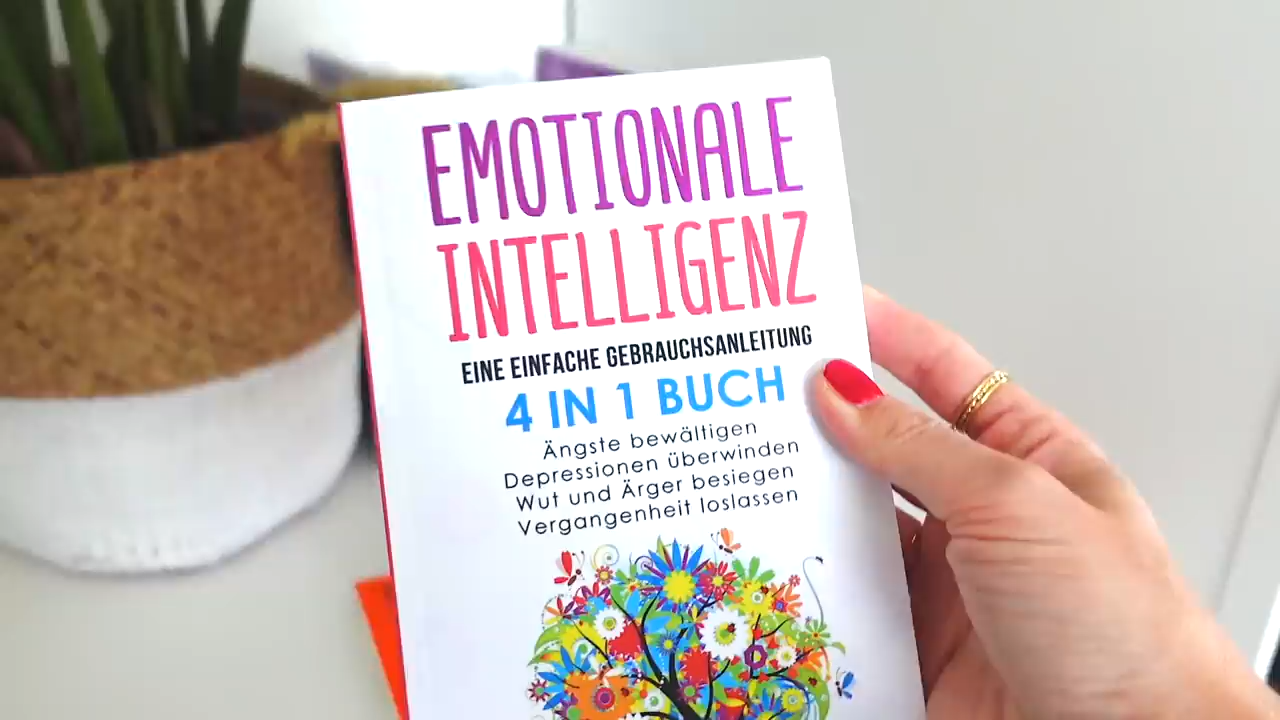 EMOTIONALE
INTELLIGENZ
EINE EINFACHE GEBRAUCHSANLEITUNG
4 IN 1 BUCH
Ängste bewältigen
Depressionen überwinden
Wut und Ärger besiegen
Vergangenheit loslassen